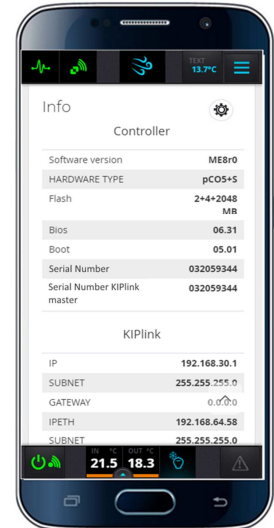 TEXT
13.7°C
Info
Controller
Software version ME8r0
HARDWARE TYPE pCO5+S
Flash 2+4+2048
MB
Bios 06.31
Boot 05.01
Serial Number 032059344
Serial Number KIPlink 032059344
master
KIPlink
IP 192.168.30.1
SUBNET 255.255.255.0
GATEWAY 0.0.0.0
IPETH 192.168.64.58
SUBNET 255.255.255.0
IN °C OUT °C
21.5 18.3